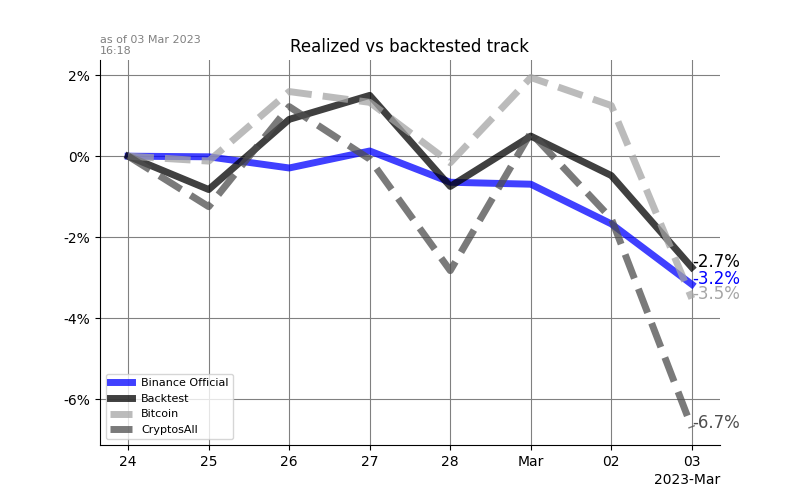 as of 03 Mar 2023
16:18
Realized vs backtested track
2%
0%
-2%
-4%
-6%
-2.7%
-3.2%
-3.5%
-6.7%
Binance Official
Backtest
Bitcoin
CryptosAll
24 25 26 27 28 Mar 02 03
2023-Mar